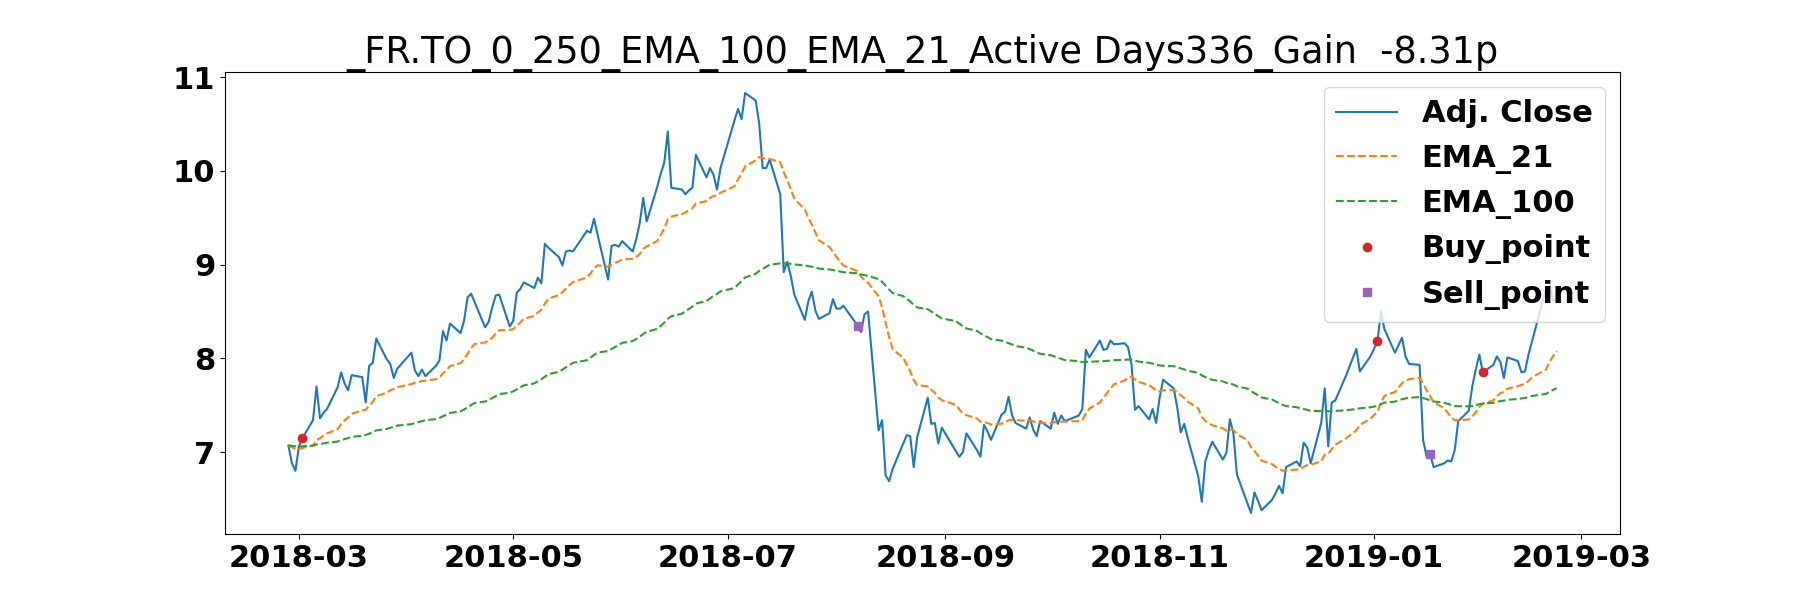 _FR.TO_0_250_EMA_100_EMA_21_Active Days336_Gain  -8.31p
11
10
9
8
7
Adj. Close
EMA_21
EMA_100
Buy_point
Sell_point
2018-03
2018-05
2018-07
2018-09
2018-11
2019-01
2019-03